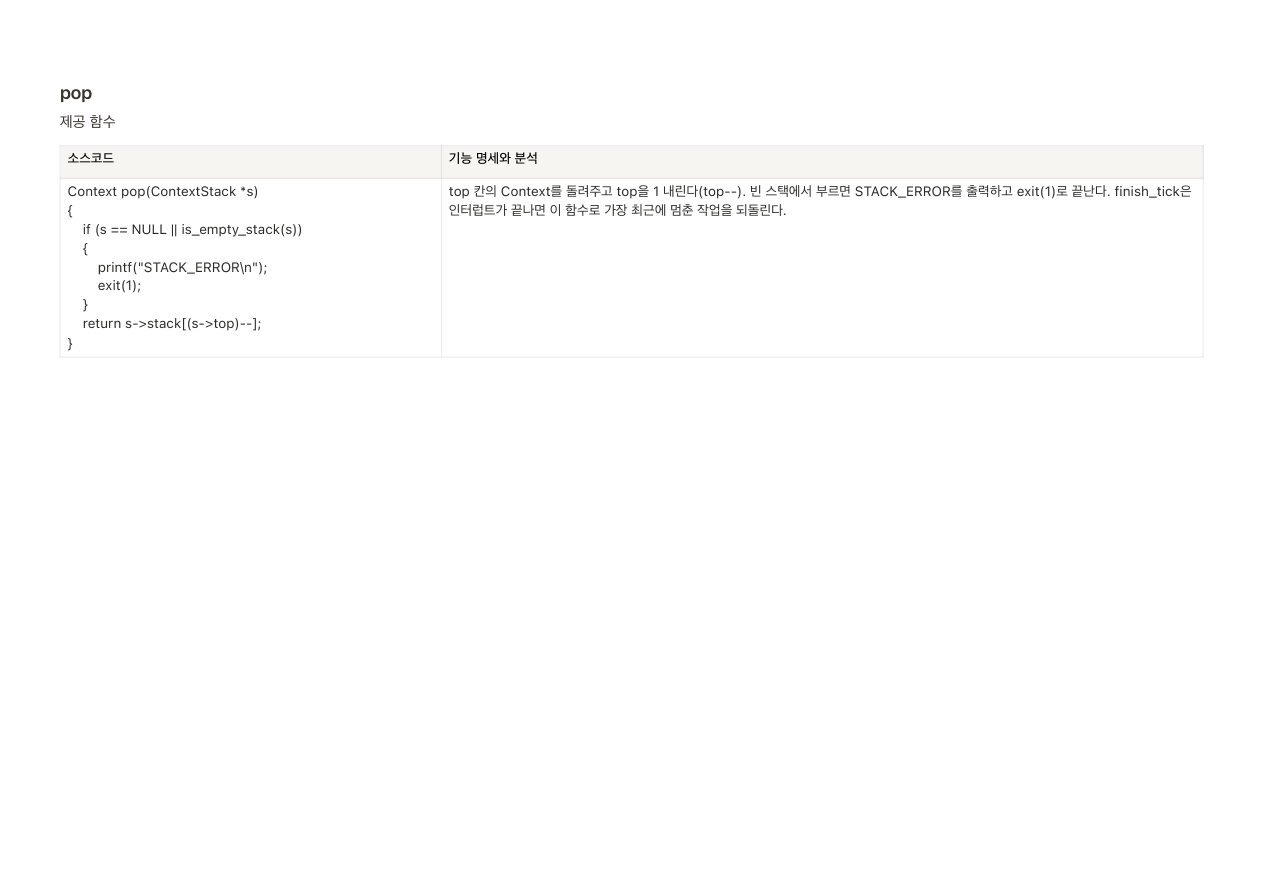 pop
제공 함수
소스코드
기능 명세와 분석
Context pop(ContextStack *s)
{
    if (s == NULL || is_empty_stack(s))
    {
        printf("STACK_ERROR\n");
        exit(1);
    }
    return s->stack[(s->top)--];
}
top 칸의 Context를 돌려주고 top을 1 내린다(top--). 빈 스택에서 부르면 STACK_ERROR를 출력하고 exit(1)로 끝난다. finish_tick은
인터럽트가 끝나면 이 함수로 가장 최근에 멈춘 작업을 되돌린다.